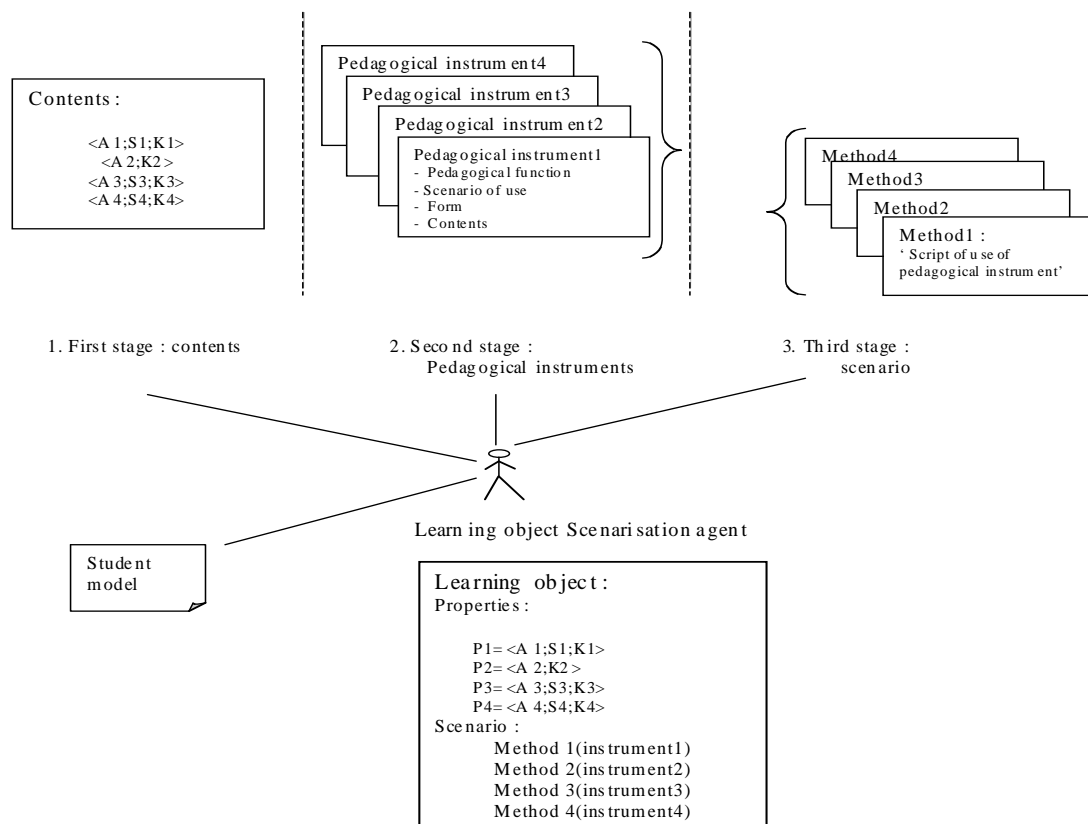 Contents :
<A 1;S1;K1>
<A 2;K2 >
<A 3;S3;K3>
<A 4;S4;K4>
Pedagogical instrument4
Pedagogical instrument3
Pedagogical instrument2
Pedagogical instrument1
- Pedagogical function
- Scenario of use
- Form
- Contents
Method4
Method3
Method2
Method1 :
‘ Script of use of
pedagogical instrument’
1. First stage : contents
2. Second stage :
Pedagogical instruments
3. Third stage :
scenario
Learning object Scenarisation agent
Student
model
Learning object :
Properties :
P1= <A 1;S1;K1>
P2= <A 2;K2 >
P3= <A 3;S3;K3>
P4= <A 4;S4;K4>
Scenario :
Method 1(instrument1)
Method 2(instrument2)
Method 3(instrument3)
Method 4(instrument4)